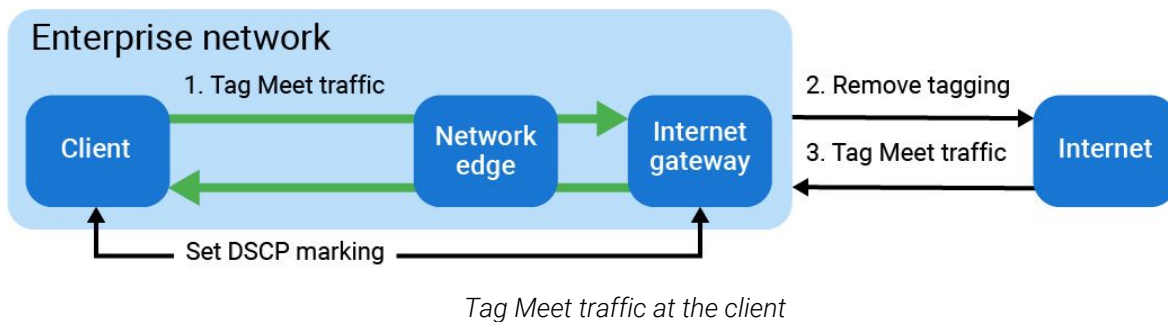 Enterprise network
1. Tag Meet traffic
2. Remove tagging
Client
Network
edge
Internet
gateway
3. Tag Meet traffic
Internet
Set DSCP marking
Tag Meet traffic at the client